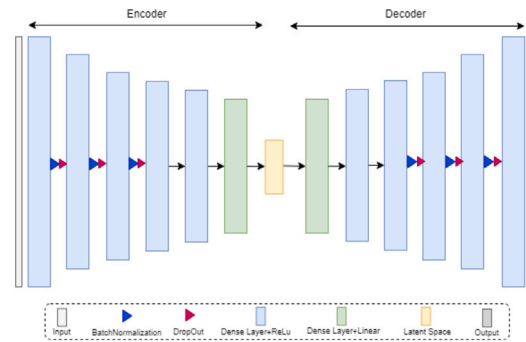 Encoder
Decoder
Input
BatchNormalization
DropOut
Dense Layer+ReLu
Dense Layer+Linear
Latent Space
Output